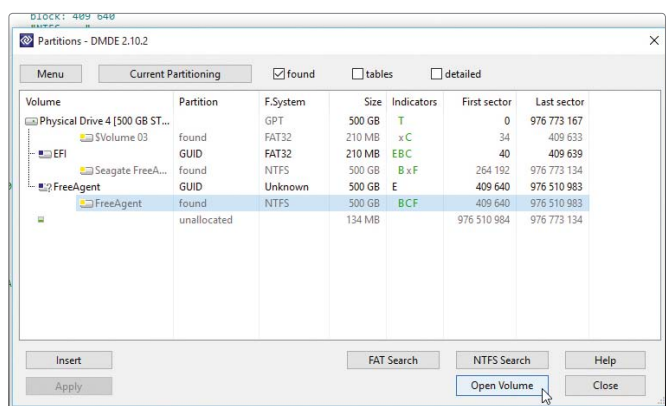 block: 409 640
Partitions - DMDE 2.10.2
Menu Current Partitioning found tables detailed
Volume Partition F.System Size Indicators First sector Last sector
Physical Drive 4 [500 GB ST... GPT 500 GB T 0 976 773 167
$Volume 03 found FAT32 210 MB x C 34 409 633
EFI GUID FAT32 210 MB EBC 40 409 639
Seagate FreeA... found NTFS 500 GB B x F 264 192 976 773 134
FreeAgent GUID Unknown 500 GB E 409 640 976 510 983
FreeAgent found NTFS 500 GB BCF 409 640 976 510 983
unallocated 134 MB 976 510 984 976 773 134
Insert FAT Search NTFS Search Help
Apply Open Volume Close